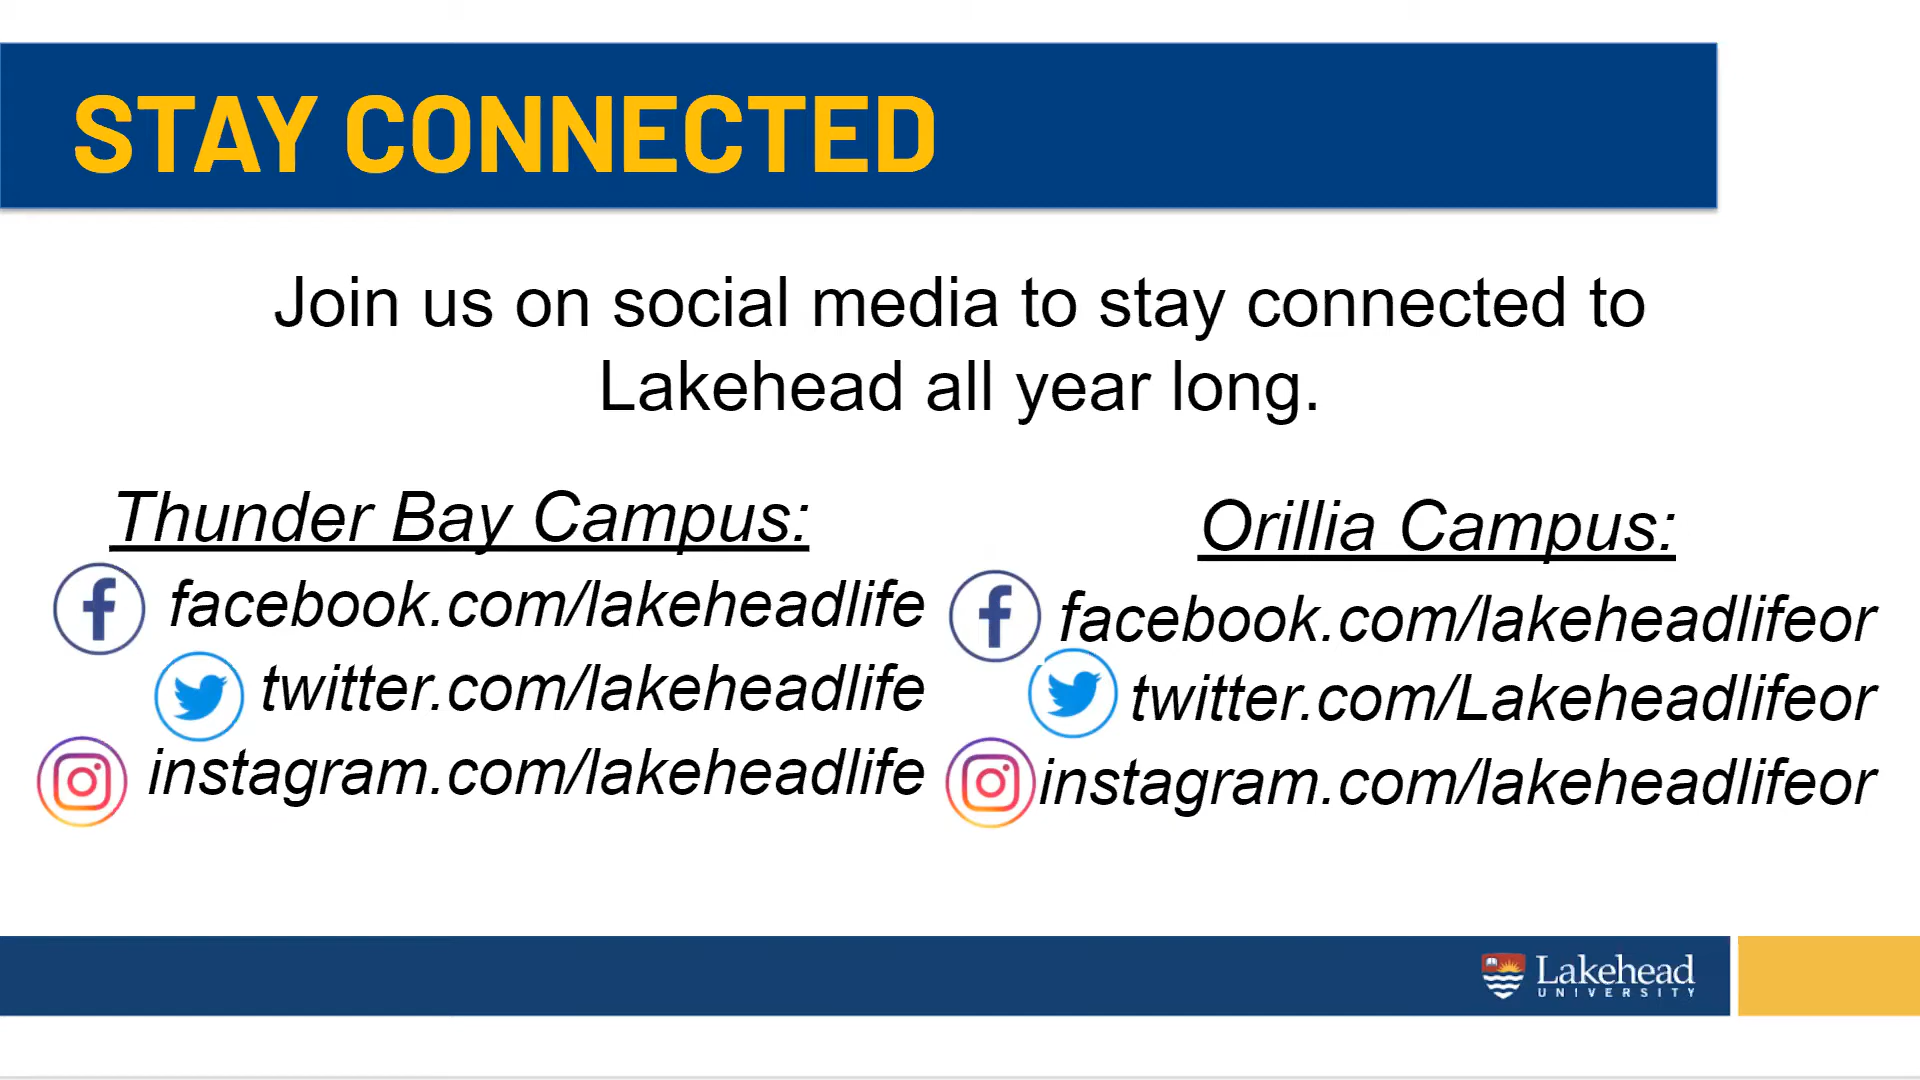 STAY CONNECTED
Join us on social media to stay connected to
Lakehead all year long.
Thunder Bay Campus:
facebook.com/lakeheadlife
twitter.com/lakeheadlife
instagram.com/lakeheadlife
Orillia Campus:
facebook.com/lakeheadlifeor
twitter.com/Lakeheadlifeor
instagram.com/lakeheadlifeor
Lakehead
UNIVERSITY